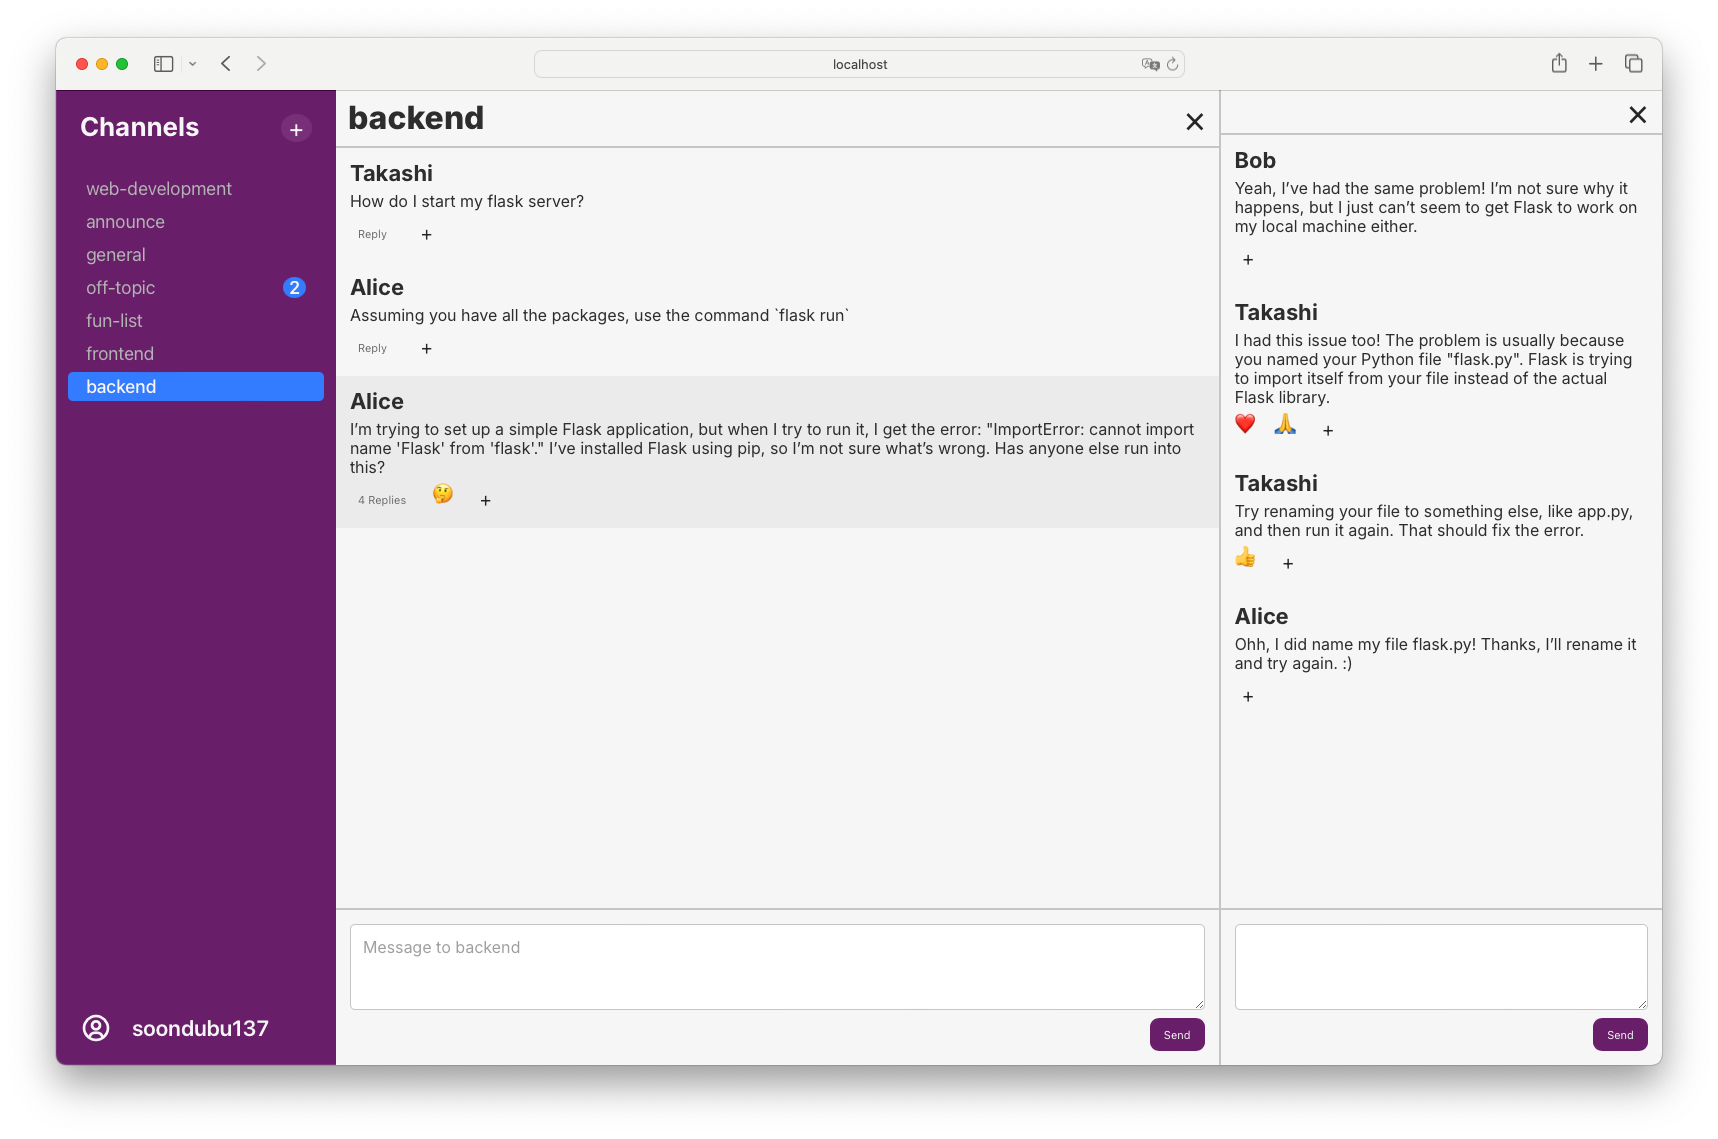 localhost
Channels
+
web-development
announce
general
off-topic
2
fun-list
frontend
backend
soondubu137
backend
Takashi
How do I start my flask server?
Reply
+
Alice
Assuming you have all the packages, use the command `flask run`
Reply
+
Alice
I’m trying to set up a simple Flask application, but when I try to run it, I get the error: "ImportError: cannot import
name 'Flask' from 'flask'." I’ve installed Flask using pip, so I’m not sure what’s wrong. Has anyone else run into
this?
4 Replies
🤔
+
Message to backend
Send
Bob
Yeah, I’ve had the same problem! I’m not sure why it
happens, but I just can’t seem to get Flask to work on
my local machine either.
+
Takashi
I had this issue too! The problem is usually because
you named your Python file "flask.py". Flask is trying
to import itself from your file instead of the actual
Flask library.
❤️ 🙏 +
Takashi
Try renaming your file to something else, like app.py,
and then run it again. That should fix the error.
👍 +
Alice
Ohh, I did name my file flask.py! Thanks, I’ll rename it
and try again. :)
+
Send